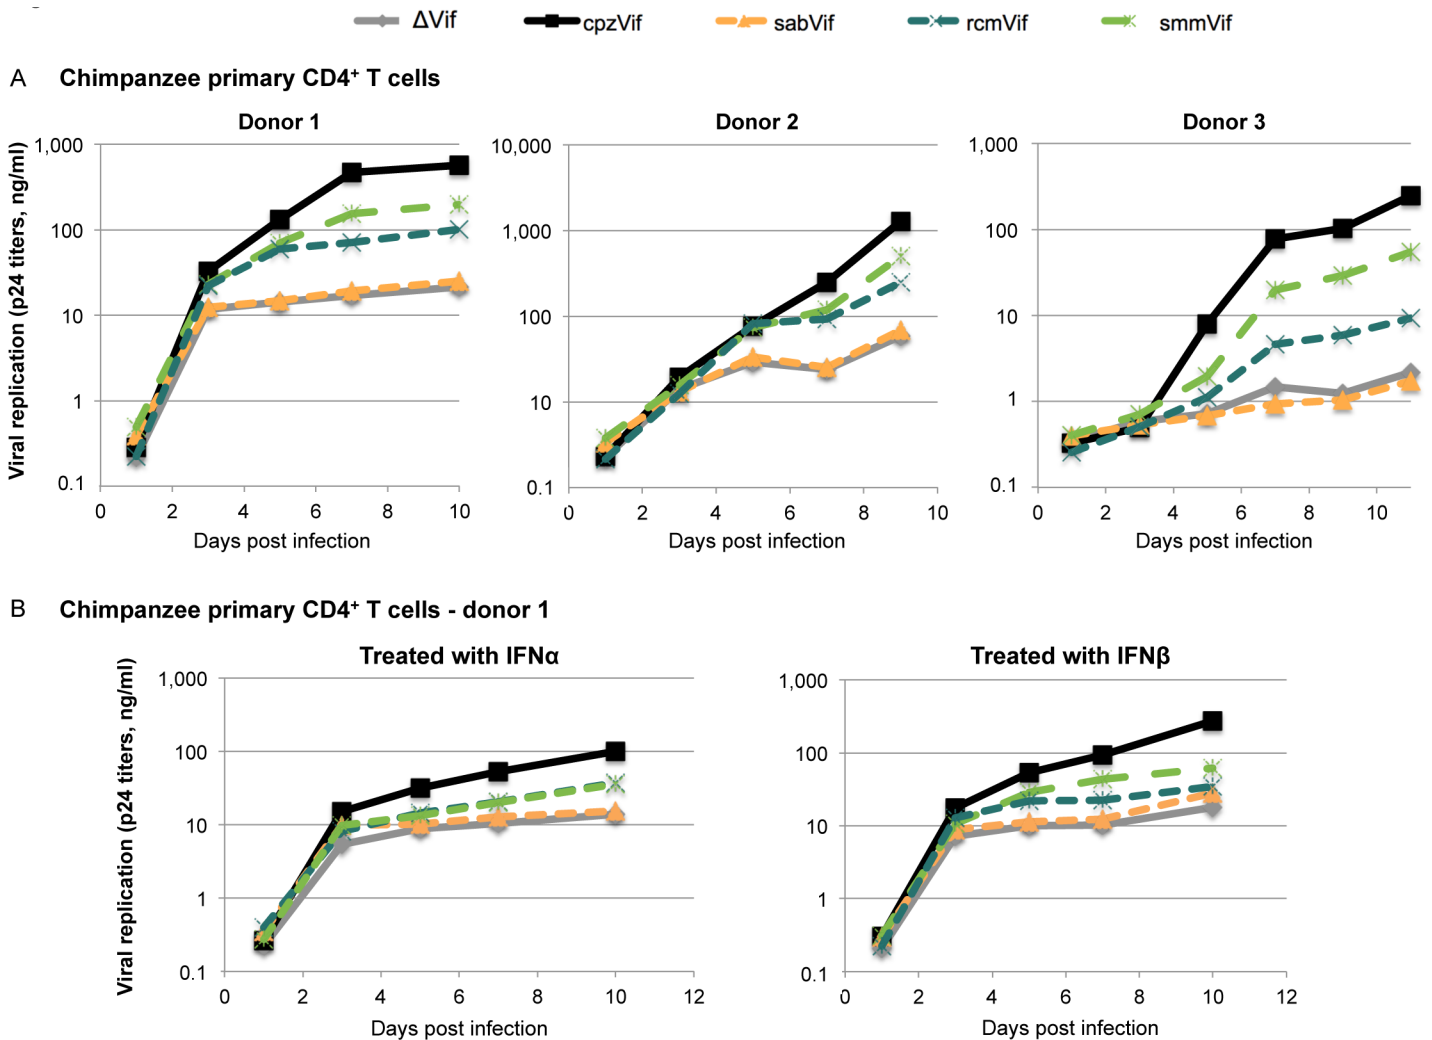 ΔVif cpzVif sabVif rcmVif smmVif
A Chimpanzee primary CD4+ T cells
Donor 1 Donor 2 Donor 3
Viral replication (p24 titers, ng/ml)
1,000
100
10
1
0.1
0 2 4 6 8 10
Days post infection
10,000
1,000
100
10
0.1
0 2 4 6 8 10
Days post infection
1,000
100
10
1
0.1
0 2 4 6 8 10
Days post infection
B Chimpanzee primary CD4+ T cells - donor 1
Treated with IFNα Treated with IFNβ
Viral replication (p24 titers, ng/ml)
1,000
100
10
1
0.1
0 2 4 6 8 10 12
Days post infection
1,000
100
10
1
0.1
0 2 4 6 8 10 12
Days post infection